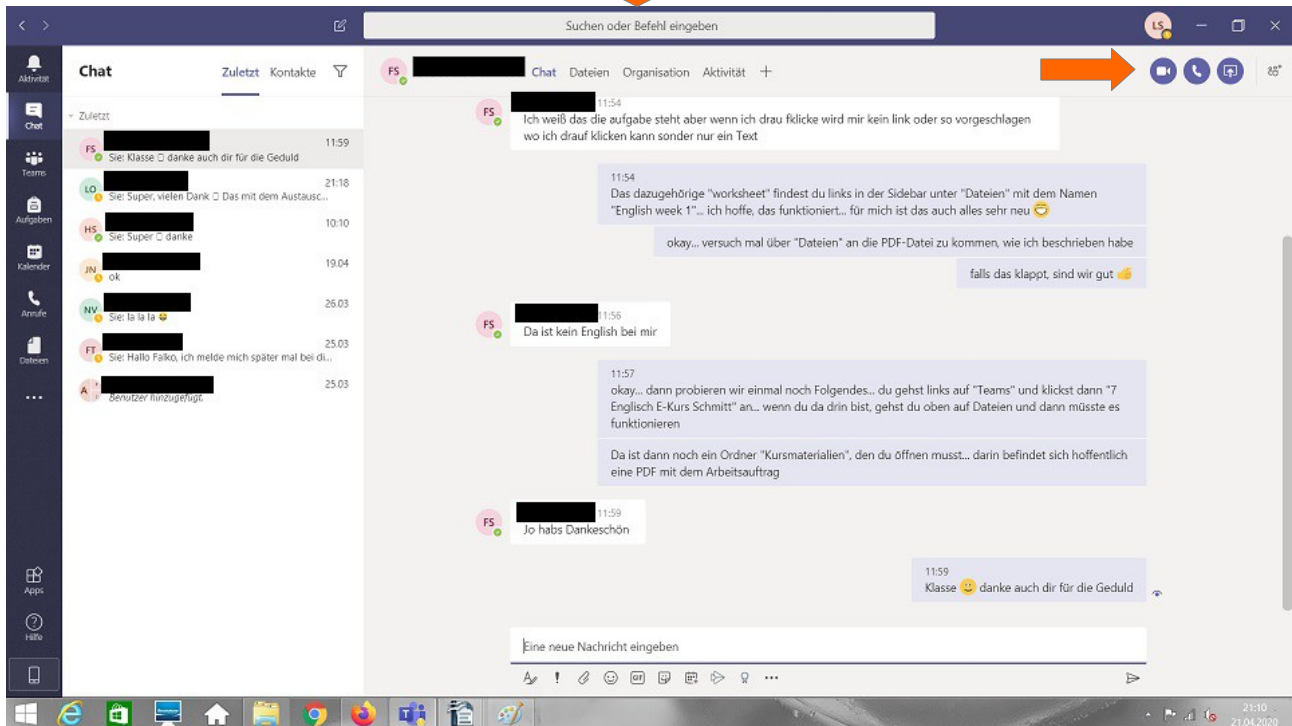 Suchen oder Befehl eingeben
LS
Aktivität
Chat
Teams
Aufgaben
Kalender
Anrufe
Dateien
Apps
Hilfe
Chat
Zuletzt Kontakte
Zuletzt
FS
11:59
Sie: Klasse danke auch dir für die Geduld
LO
21:18
Sie: Super, vielen Dank Das mit dem Austausc...
HS
10:10
Sie: Super danke
JN
19.04
ok
NV
26.03
Sie: la la la
FT
25.03
Sie: Hallo Falko, ich melde mich später mal bei di...
A
25.03
Benutzer hinzugefügt.
FS
Chat Dateien Organisation Aktivität
FS
11:54
Ich weiß das die aufgabe steht aber wenn ich drau fklicke wird mir kein link oder so vorgeschlagen
wo ich drauf klicken kann sonder nur ein Text
11:54
Das dazugehörige "worksheet" findest du links in der Sidebar unter "Dateien" mit dem Namen
"English week 1"... ich hoffe, das funktioniert... für mich ist das auch alles sehr neu
okay... versuch mal über "Dateien" an die PDF-Datei zu kommen, wie ich beschrieben habe
falls das klappt, sind wir gut
FS
11:56
Da ist kein English bei mir
11:57
okay... dann probieren wir einmal noch Folgendes... du gehst links auf "Teams" und klickst dann "7
Englisch E-Kurs Schmitt" an... wenn du da drin bist, gehst du oben auf Dateien und dann müsste es
funktionieren
Da ist dann noch ein Ordner "Kursmaterialien", den du öffnen musst... darin befindet sich hoffentlich
eine PDF mit dem Arbeitsauftrag
FS
11:59
Jo habs Dankeschön
11:59
Klasse danke auch dir für die Geduld
Eine neue Nachricht eingeben
GIF
21:10
21.04.2020